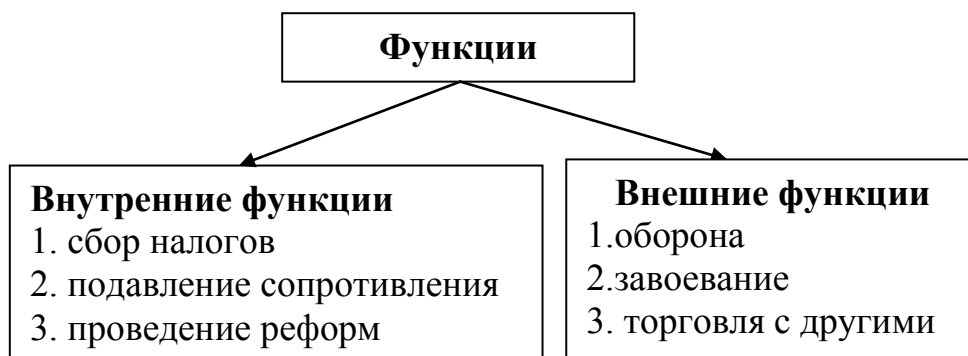 Функции
Внутренние функции
1. сбор налогов
2. подавление сопротивления
3. проведение реформ
Внешние функции
1.оборона
2.завоевание
3. торговля с другими